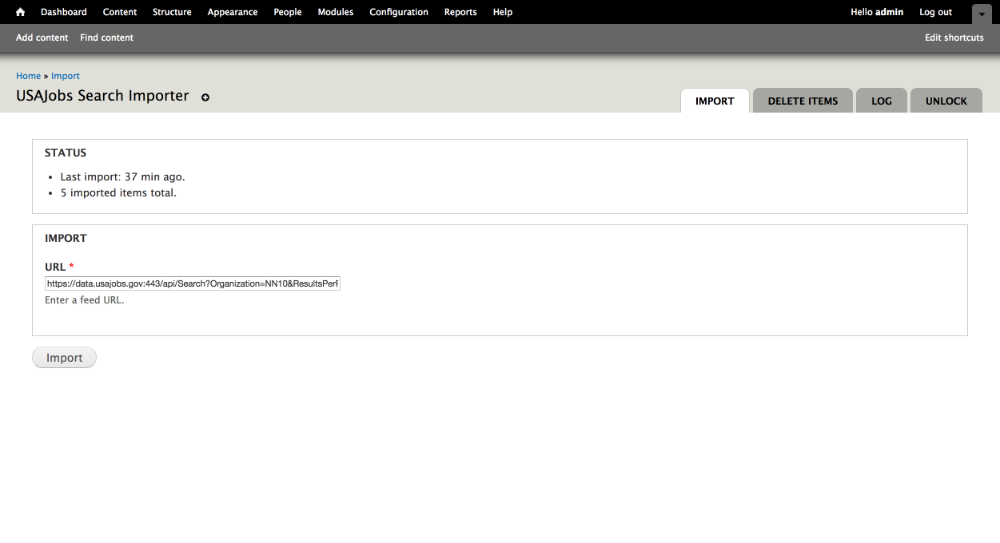 Dashboard Content Structure Appearance People Modules Configuration Reports Help Hello admin Log out
Add content Find content Edit shortcuts
Home » Import
USAJobs Search Importer
IMPORT DELETE ITEMS LOG UNLOCK
STATUS
• Last import: 37 min ago.
• 5 imported items total.
IMPORT
URL *
https://data.usajobs.gov:443/api/Search?Organization=NN10&ResultsPer
Enter a feed URL.
Import